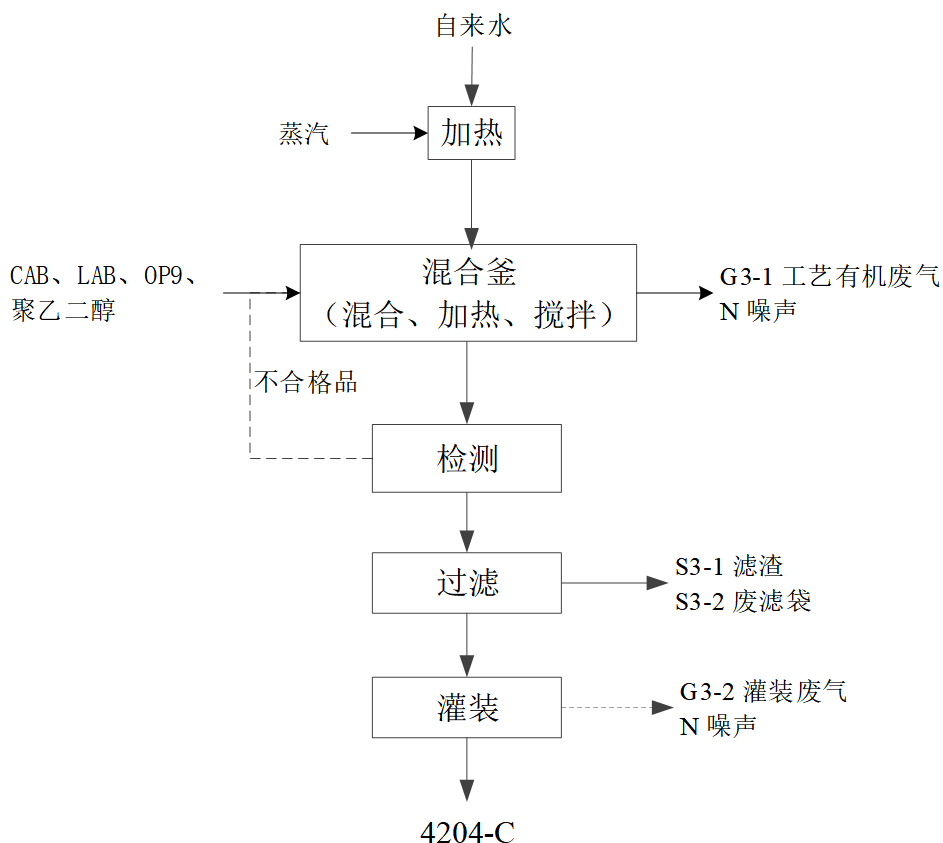 自来水
蒸汽
加热
CAB、LAB、OP9、
聚乙二醇
混合釜
（混合、加热、搅拌）
G3-1 工艺有机废气
N 噪声
不合格品
检测
过滤
S3-1 滤渣
S3-2 废滤袋
灌装
G3-2 灌装废气
N 噪声
4204-C